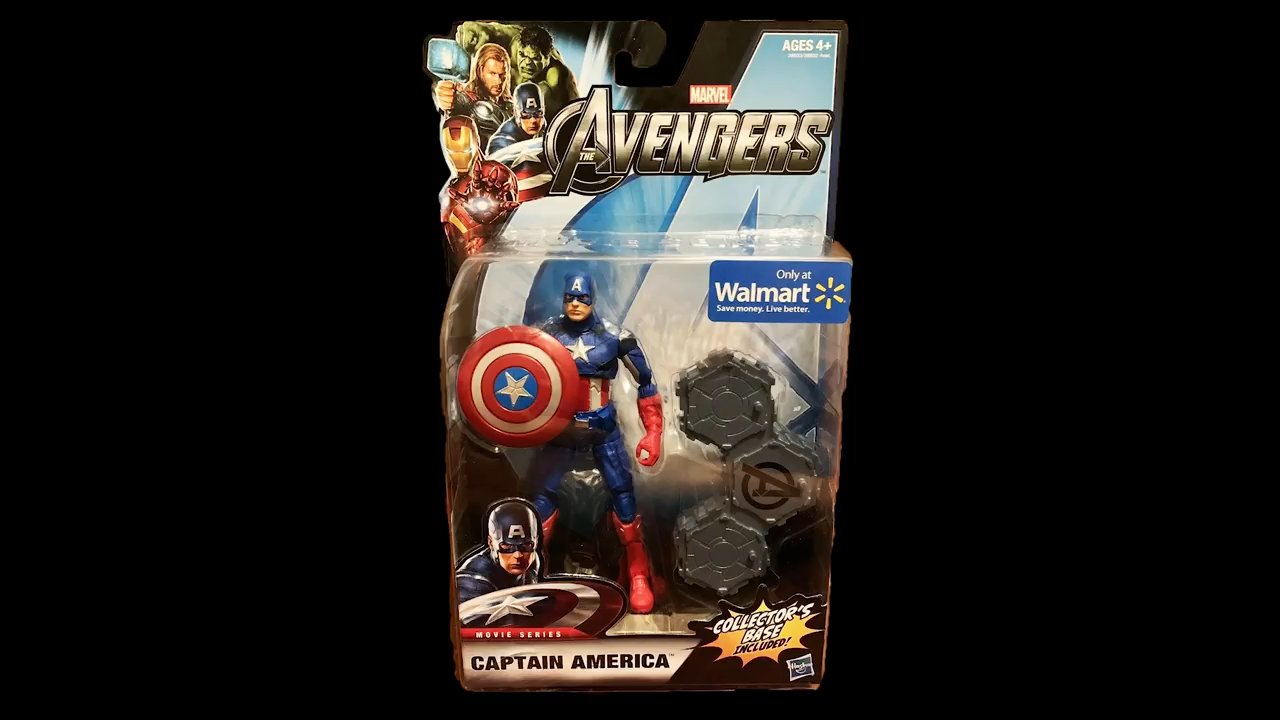 AGES 4+
MARVEL
THE AVENGERS
Only at
Walmart
Save money. Live better.
A
A
MOVIE SERIES
CAPTAIN AMERICA™
COLLECTOR'S
BASE
INCLUDED!
Hasbro